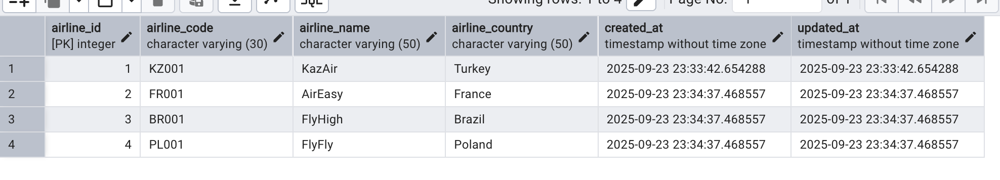 SQL Showing rows: 1 to 4 Page No: 1 of 1
airline_id airline_code airline_name airline_country created_at updated_at
[PK] integer character varying (30) character varying (50) character varying (50) timestamp without time zone timestamp without time zone
1 1 KZ001 KazAir Turkey 2025-09-23 23:33:42.654288 2025-09-23 23:33:42.654288
2 2 FR001 AirEasy France 2025-09-23 23:34:37.468557 2025-09-23 23:34:37.468557
3 3 BR001 FlyHigh Brazil 2025-09-23 23:34:37.468557 2025-09-23 23:34:37.468557
4 4 PL001 FlyFly Poland 2025-09-23 23:34:37.468557 2025-09-23 23:34:37.468557